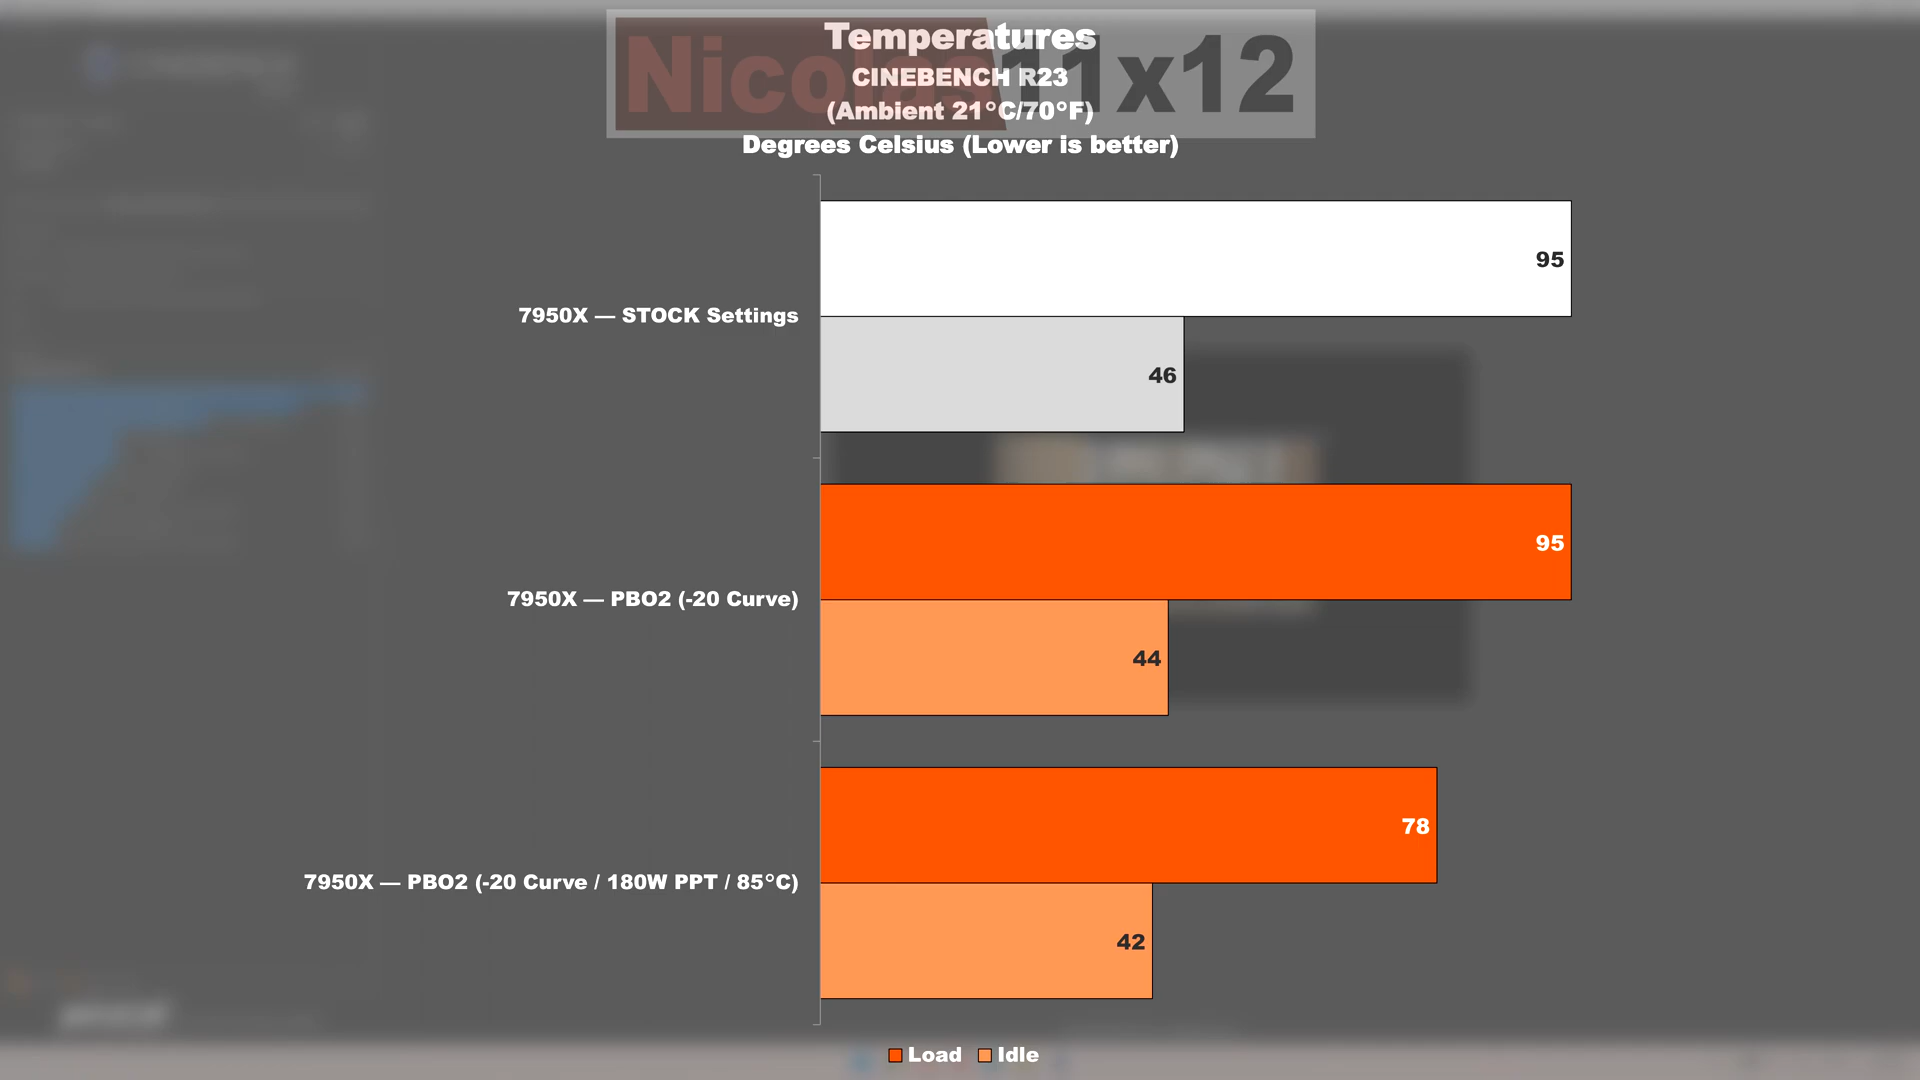 Nicolas11x12
Temperatures
CINEBENCH R23
(Ambient 21°C/70°F)
Degrees Celsius (Lower is better)
95
7950X — STOCK Settings
46
95
7950X — PBO2 (-20 Curve)
44
78
7950X — PBO2 (-20 Curve / 180W PPT / 85°C)
42
Load Idle